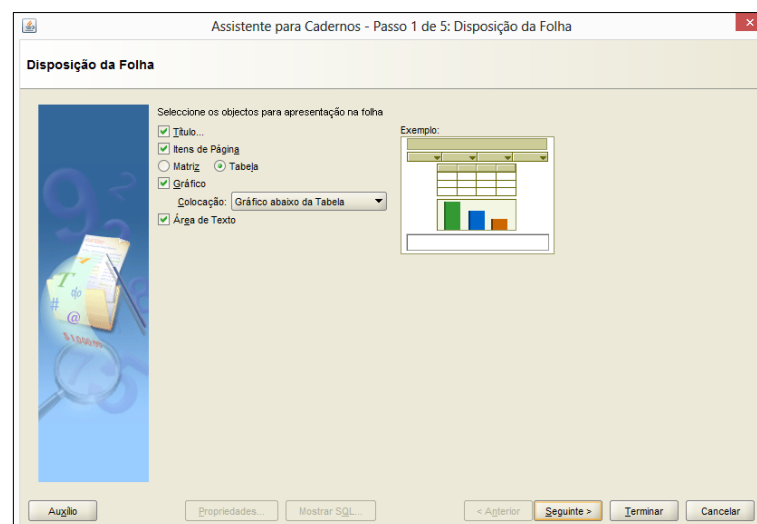 Assistente para Cadernos - Passo 1 de 5: Disposição da Folha
Disposição da Folha
Seleccione os objectos para apresentação na folha
Título...
Itens de Página
Matriz Tabela
Gráfico
Colocação: Gráfico abaixo da Tabela
Área de Texto
Exemplo:
Auxílio
Propriedades...
Mostrar SQL...
< Anterior
Seguinte >
Terminar
Cancelar